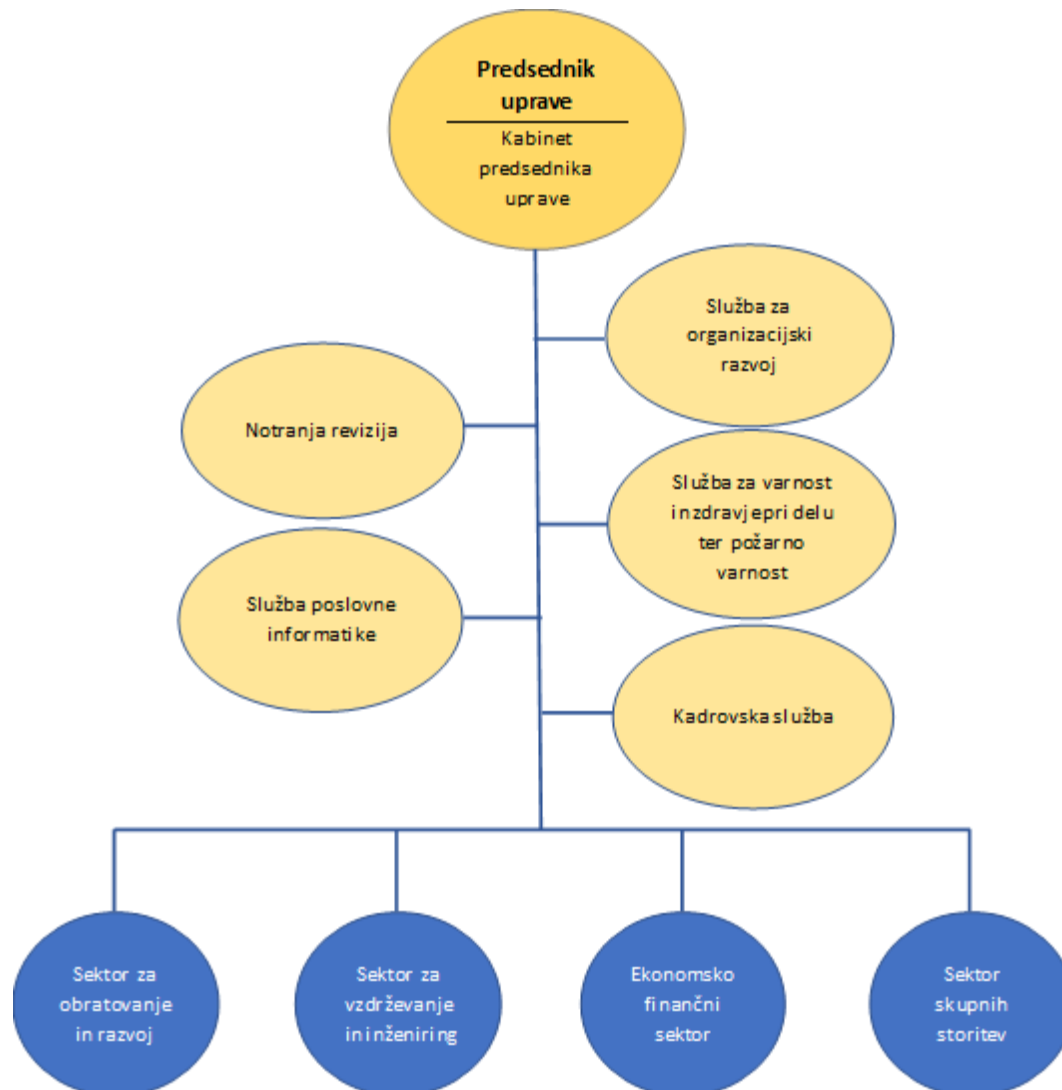 Predsednik
uprave
Kabinet
predsednika
uprave
Služba za
organizacijski
razvoj
Notranja revizija
Služba za varnost
in zdravje pri delu
ter požarno
varnost
Služba poslovne
informatike
Kadrovska služba
Sektor za
obratovanje
in razvoj
Sektor za
vzdrževanje
in inženiring
Ekonomsko
finančni
sektor
Sektor
skupnih
storitev